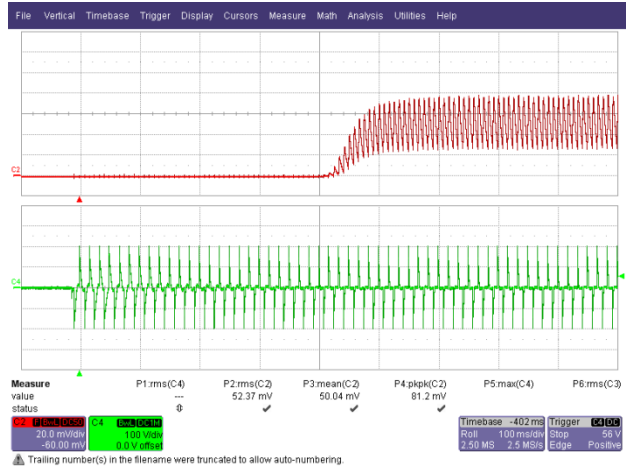 File Vertical Timebase Trigger Display Cursors Measure Math Analysis Utilities Help
C2
C4
Measure P1:rms(C4) P2:rms(C2) P3:mean(C2) P4:pkpk(C2) P5:max(C4) P6:rms(C3)
value --- 52.37 mV 50.04 mV 81.2 mV
status
C2 F BwL DC50
20.0 mV/div
-60.00 mV
C4 BwL DC1M
100 V/div
0.0 V offset
Timebase -402 ms
Roll 100 ms/div
2.50 MS 2.5 MS/s
Trigger C4 DC
Stop 56 V
Edge Positive
Trailing number(s) in the filename were truncated to allow auto-numbering.